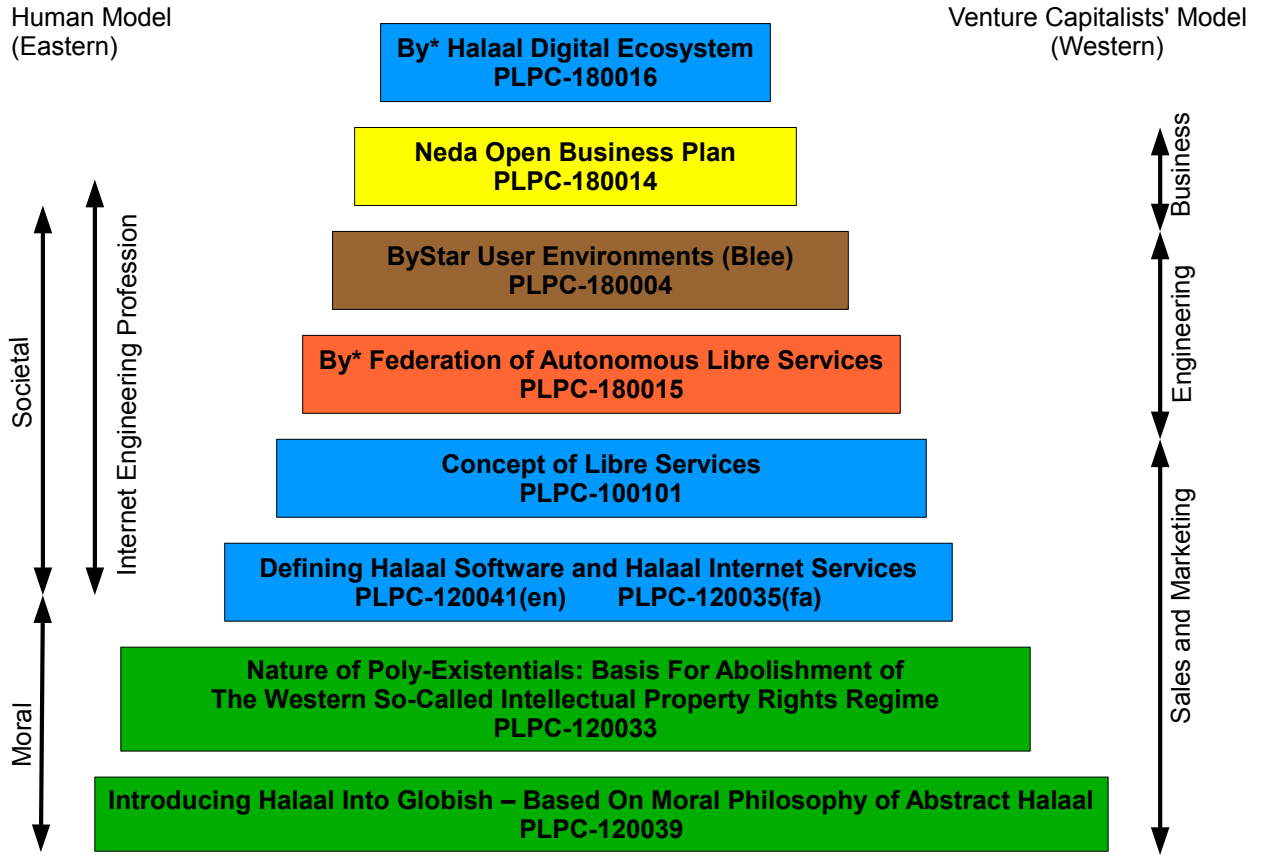 Human Model
(Eastern)
Venture Capitalists' Model
(Western)
By* Halaal Digital Ecosystem
PLPC-180016
Neda Open Business Plan
PLPC-180014
ByStar User Environments (Blee)
PLPC-180004
By* Federation of Autonomous Libre Services
PLPC-180015
Concept of Libre Services
PLPC-100101
Defining Halaal Software and Halaal Internet Services
PLPC-120041(en) PLPC-120035(fa)
Nature of Poly-Existentials: Basis For Abolishment of
The Western So-Called Intellectual Property Rights Regime
PLPC-120033
Introducing Halaal Into Globish – Based On Moral Philosophy of Abstract Halaal
PLPC-120039
Societal
Moral
Internet Engineering Profession
Business
Engineering
Sales and Marketing